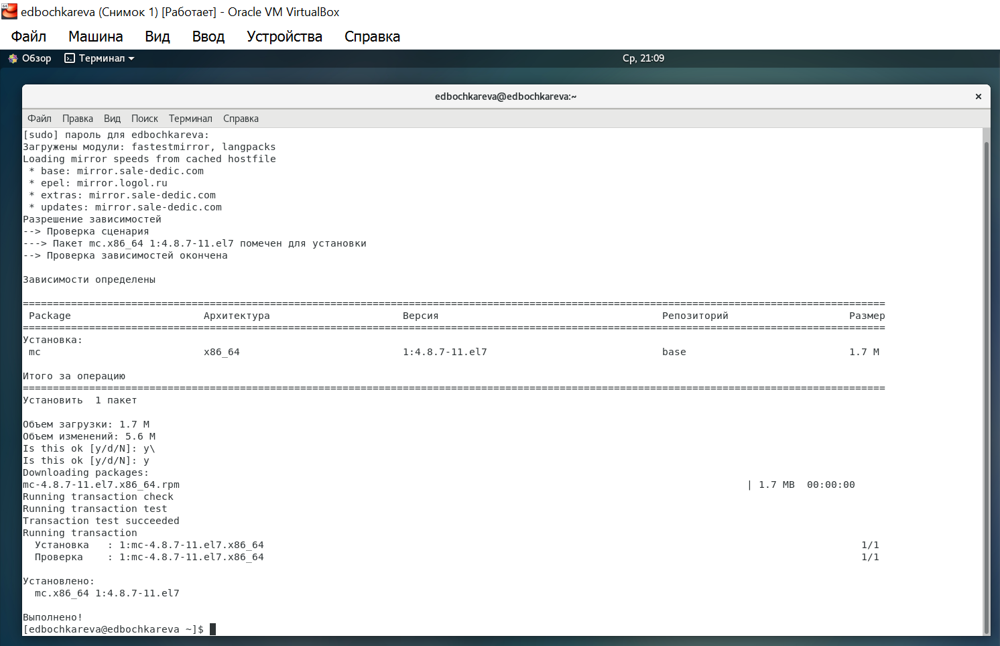 64
edbochkareva (Снимок 1) [Работает] - Oracle VM VirtualBox
Файл Машина Вид Ввод Устройства Справка
Обзор Терминал Ср, 21:09
edbochkareva@edbochkareva:~ ×
Файл Правка Вид Поиск Терминал Справка
[sudo] пароль для edbochkareva:
Загружены модули: fastestmirror, langpacks
Loading mirror speeds from cached hostfile
 * base: mirror.sale-dedic.com
 * epel: mirror.logol.ru
 * extras: mirror.sale-dedic.com
 * updates: mirror.sale-dedic.com
Разрешение зависимостей
--> Проверка сценария
---> Пакет mc.x86_64 1:4.8.7-11.el7 помечен для установки
--> Проверка зависимостей окончена
Зависимости определены
================================================================================
 Package Архитектура Версия Репозиторий Размер
================================================================================
Установка:
 mc x86_64 1:4.8.7-11.el7 base 1.7 M
Итого за операцию
================================================================================
Установить  1 пакет
Объем загрузки: 1.7 M
Объем изменений: 5.6 M
Is this ok [y/d/N]: y\
Is this ok [y/d/N]: y
Downloading packages:
mc-4.8.7-11.el7.x86_64.rpm | 1.7 MB  00:00:00
Running transaction check
Running transaction test
Transaction test succeeded
Running transaction
  Установка   : 1:mc-4.8.7-11.el7.x86_64 1/1
  Проверка    : 1:mc-4.8.7-11.el7.x86_64 1/1
Установлено:
  mc.x86_64 1:4.8.7-11.el7
Выполнено!
[edbochkareva@edbochkareva ~]$